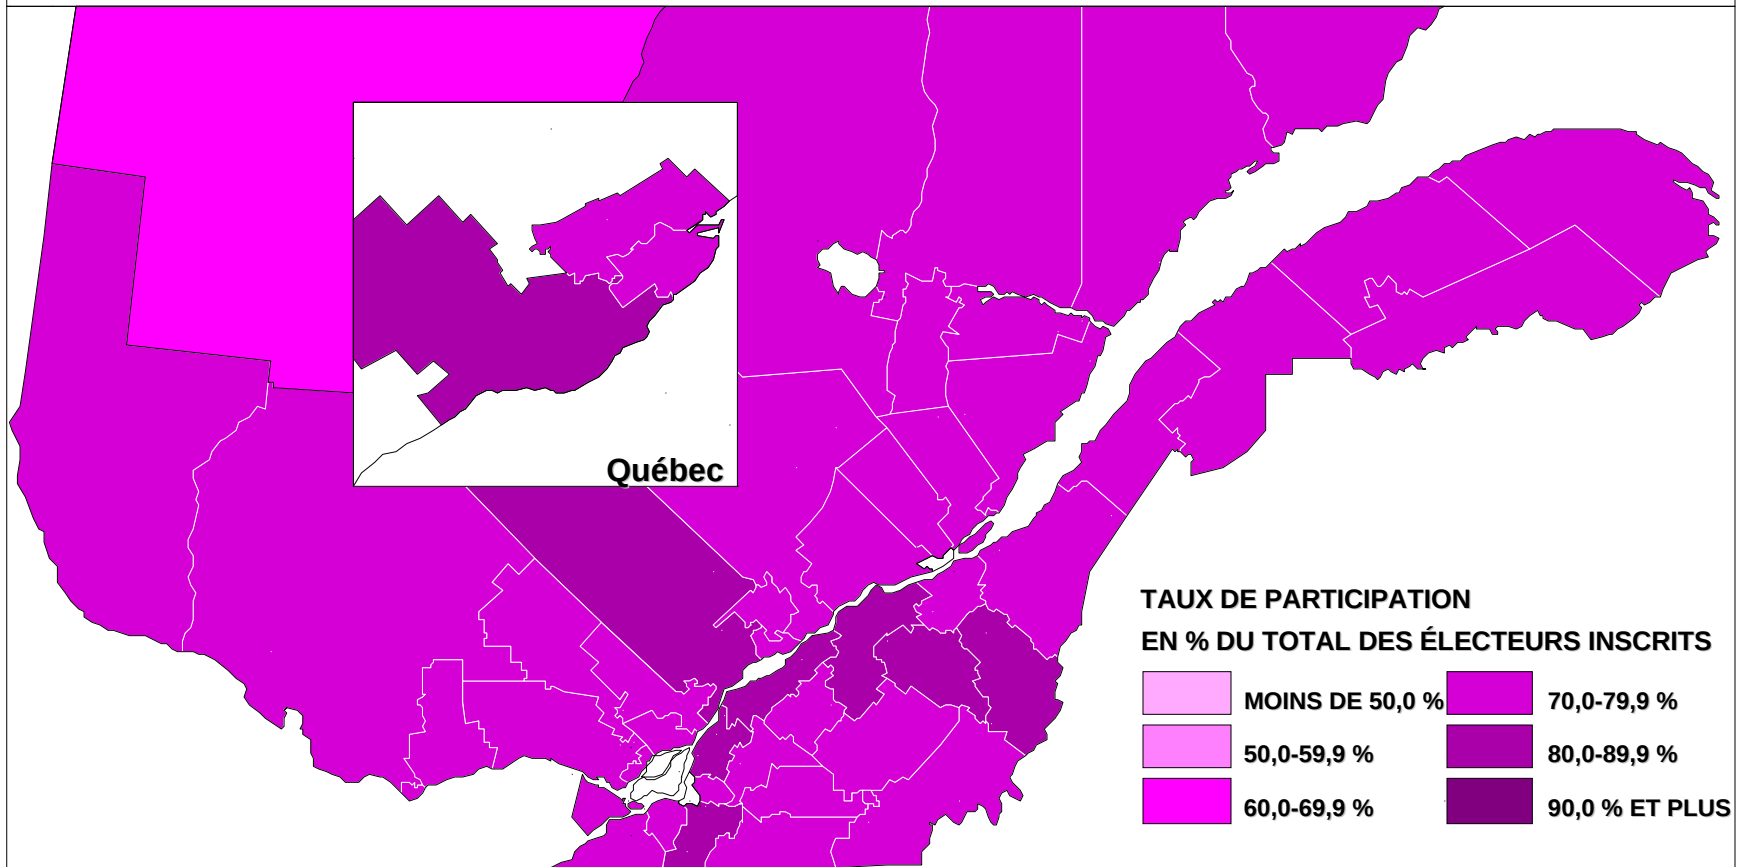 Québec
TAUX DE PARTICIPATION
EN % DU TOTAL DES ÉLECTEURS INSCRITS
MOINS DE 50,0 %
70,0-79,9 %
50,0-59,9 %
80,0-89,9 %
60,0-69,9 %
90,0 % ET PLUS